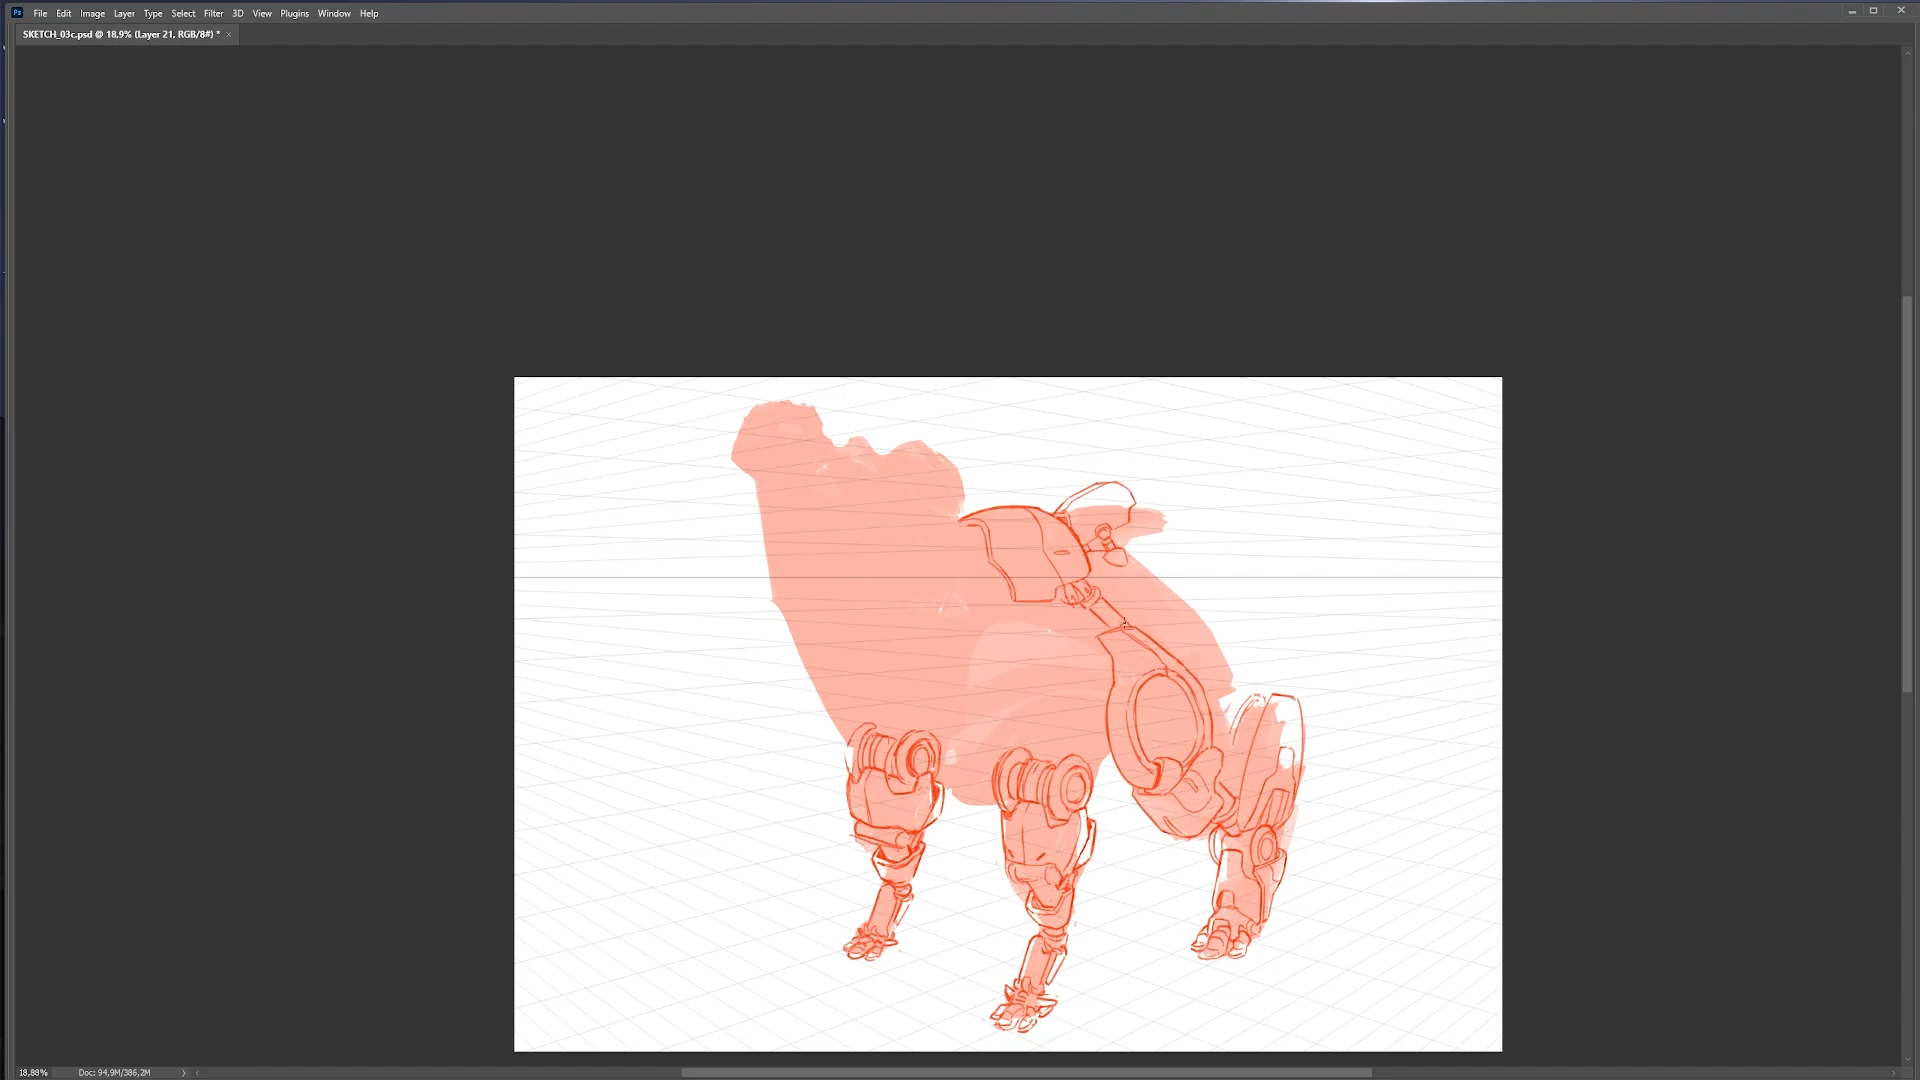 Ps File Edit Image Layer Type Select Filter 3D View Plugins Window Help
SKETCH_03c.psd @ 18,9% (Layer 21, RGB/8#) *
18,88% Doc: 94,9M/386,2M